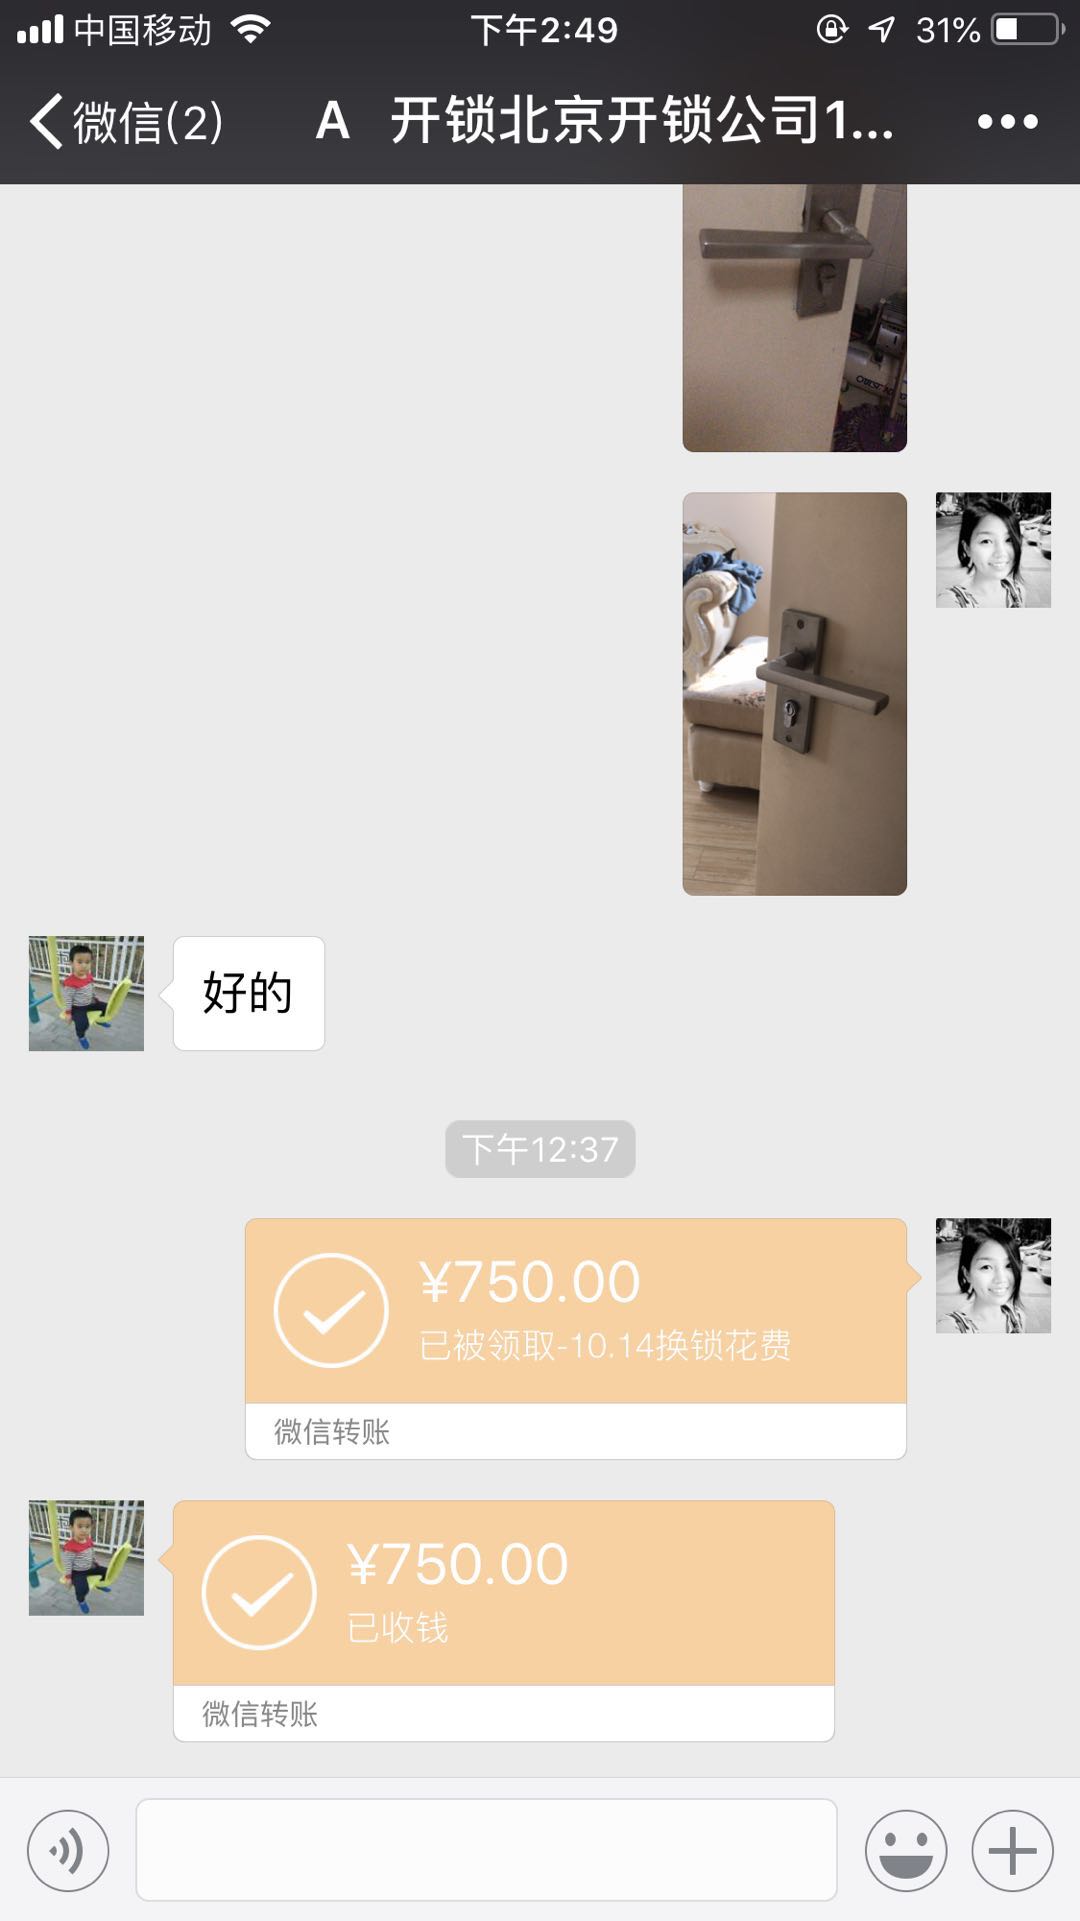 中国移动 下午2:49 31%
微信(2) A 开锁北京开锁公司1...
好的
下午12:37
¥750.00
已被领取-10.14换锁花费
微信转账
¥750.00
已收钱
微信转账